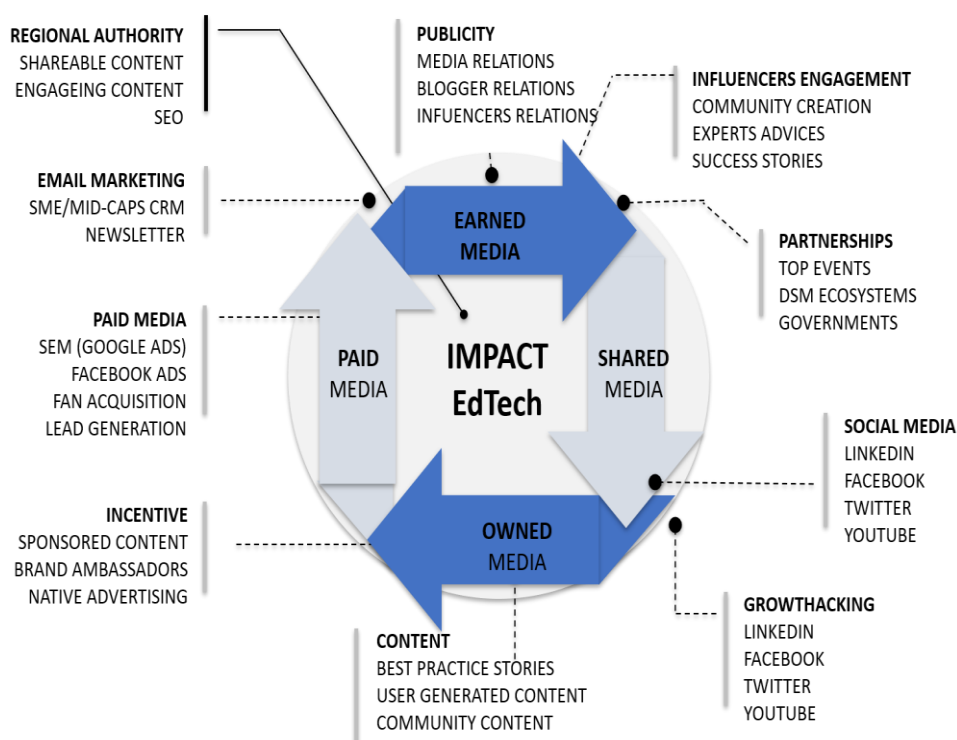 REGIONAL AUTHORITY
SHAREABLE CONTENT
ENGAGEING CONTENT
SEO
PUBLICITY
MEDIA RELATIONS
BLOGGER RELATIONS
INFUENCERS RELATIONS
INFLUENCERS ENGAGEMENT
COMMUNITY CREATION
EXPERTS ADVICES
SUCCESS STORIES
EMAIL MARKETING
SME/MID-CAPS CRM
NEWSLETTER
EARNED
MEDIA
PARTNERSHIPS
TOP EVENTS
DSM ECOSYSTEMS
GOVERNMENTS
PAID MEDIA
SEM (GOOGLE ADS)
FACEBOOK ADS
FAN ACQUISITION
LEAD GENERATION
PAID
MEDIA
IMPACT
EdTech
SHARED
MEDIA
SOCIAL MEDIA
LINKEDIN
FACEBOOK
TWITTER
YOUTUBE
INCENTIVE
SPONSORED CONTENT
BRAND AMBASSADORS
NATIVE ADVERTISING
OWNED
MEDIA
GROWTHACKING
LINKEDIN
FACEBOOK
TWITTER
YOUTUBE
CONTENT
BEST PRACTICE STORIES
USER GENERATED CONTENT
COMMUNITY CONTENT